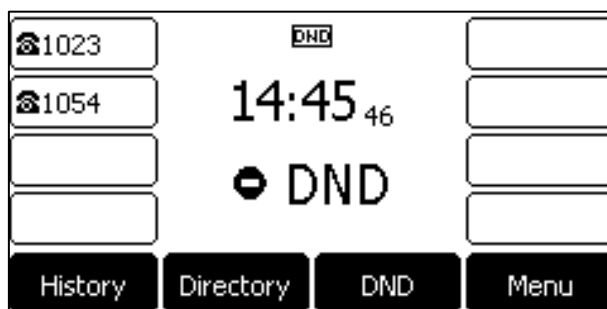 ☎1023
DND
☎1054
14:45 46
DND
History
Directory
DND
Menu